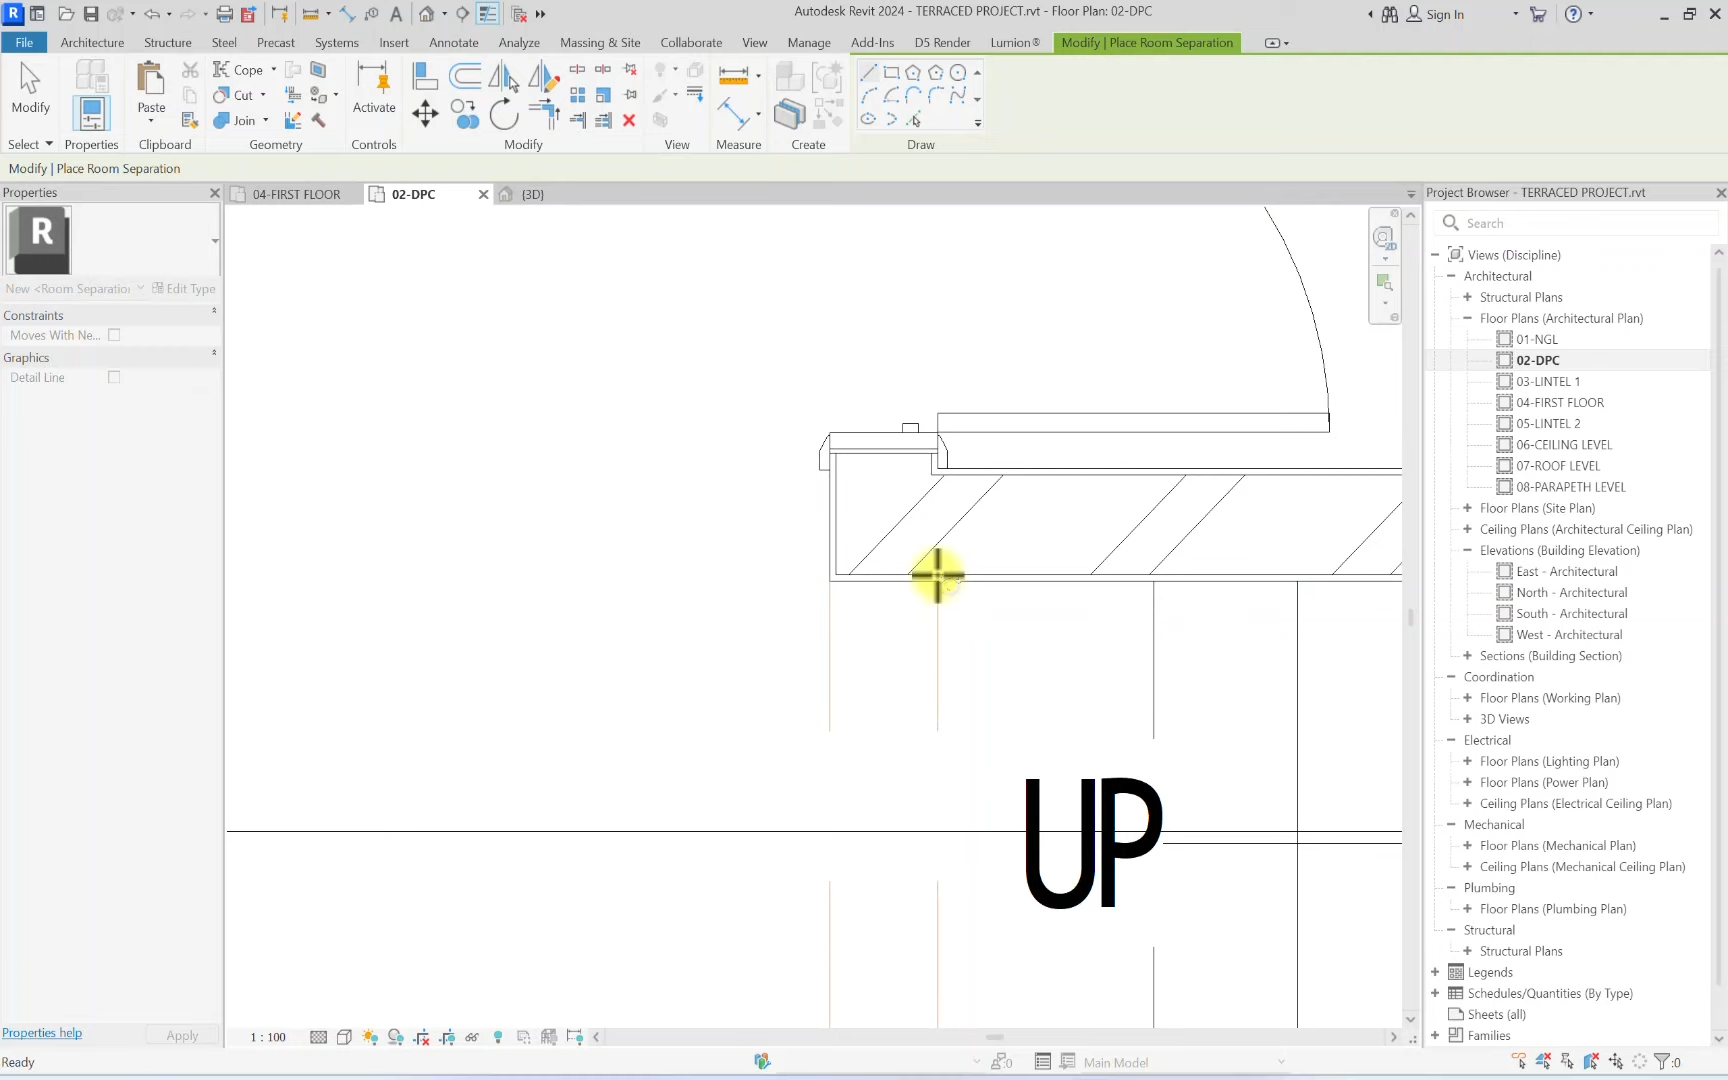 Autodesk Revit 2024 - TERRACED PROJECT.rvt - Floor Plan: 02-DPC
Sign In
File Architecture Structure Steel Precast Systems Insert Annotate Analyze Massing & Site Collaborate View Manage Add-Ins D5 Render Lumion® Modify | Place Room Separation
Modify
Paste
Cope
Cut
Join
Activate
Select Properties Clipboard Geometry Controls Modify View Measure Create Draw
Modify | Place Room Separation
Properties
04-FIRST FLOOR
02-DPC
{3D}
R
New <Room Separation
Edit Type
Constraints
Moves With Ne...
Graphics
Detail Line
UP
Properties help
Apply
1 : 100
Ready
:0
Main Model
:0
Project Browser - TERRACED PROJECT.rvt
Search
Views (Discipline)
Architectural
Structural Plans
Floor Plans (Architectural Plan)
01-NGL
02-DPC
03-LINTEL 1
04-FIRST FLOOR
05-LINTEL 2
06-CEILING LEVEL
07-ROOF LEVEL
08-PARAPETH LEVEL
Floor Plans (Site Plan)
Ceiling Plans (Architectural Ceiling Plan)
Elevations (Building Elevation)
East - Architectural
North - Architectural
South - Architectural
West - Architectural
Sections (Building Section)
Coordination
Floor Plans (Working Plan)
3D Views
Electrical
Floor Plans (Lighting Plan)
Floor Plans (Power Plan)
Ceiling Plans (Electrical Ceiling Plan)
Mechanical
Floor Plans (Mechanical Plan)
Ceiling Plans (Mechanical Ceiling Plan)
Plumbing
Floor Plans (Plumbing Plan)
Structural
Structural Plans
Legends
Schedules/Quantities (By Type)
Sheets (all)
Families